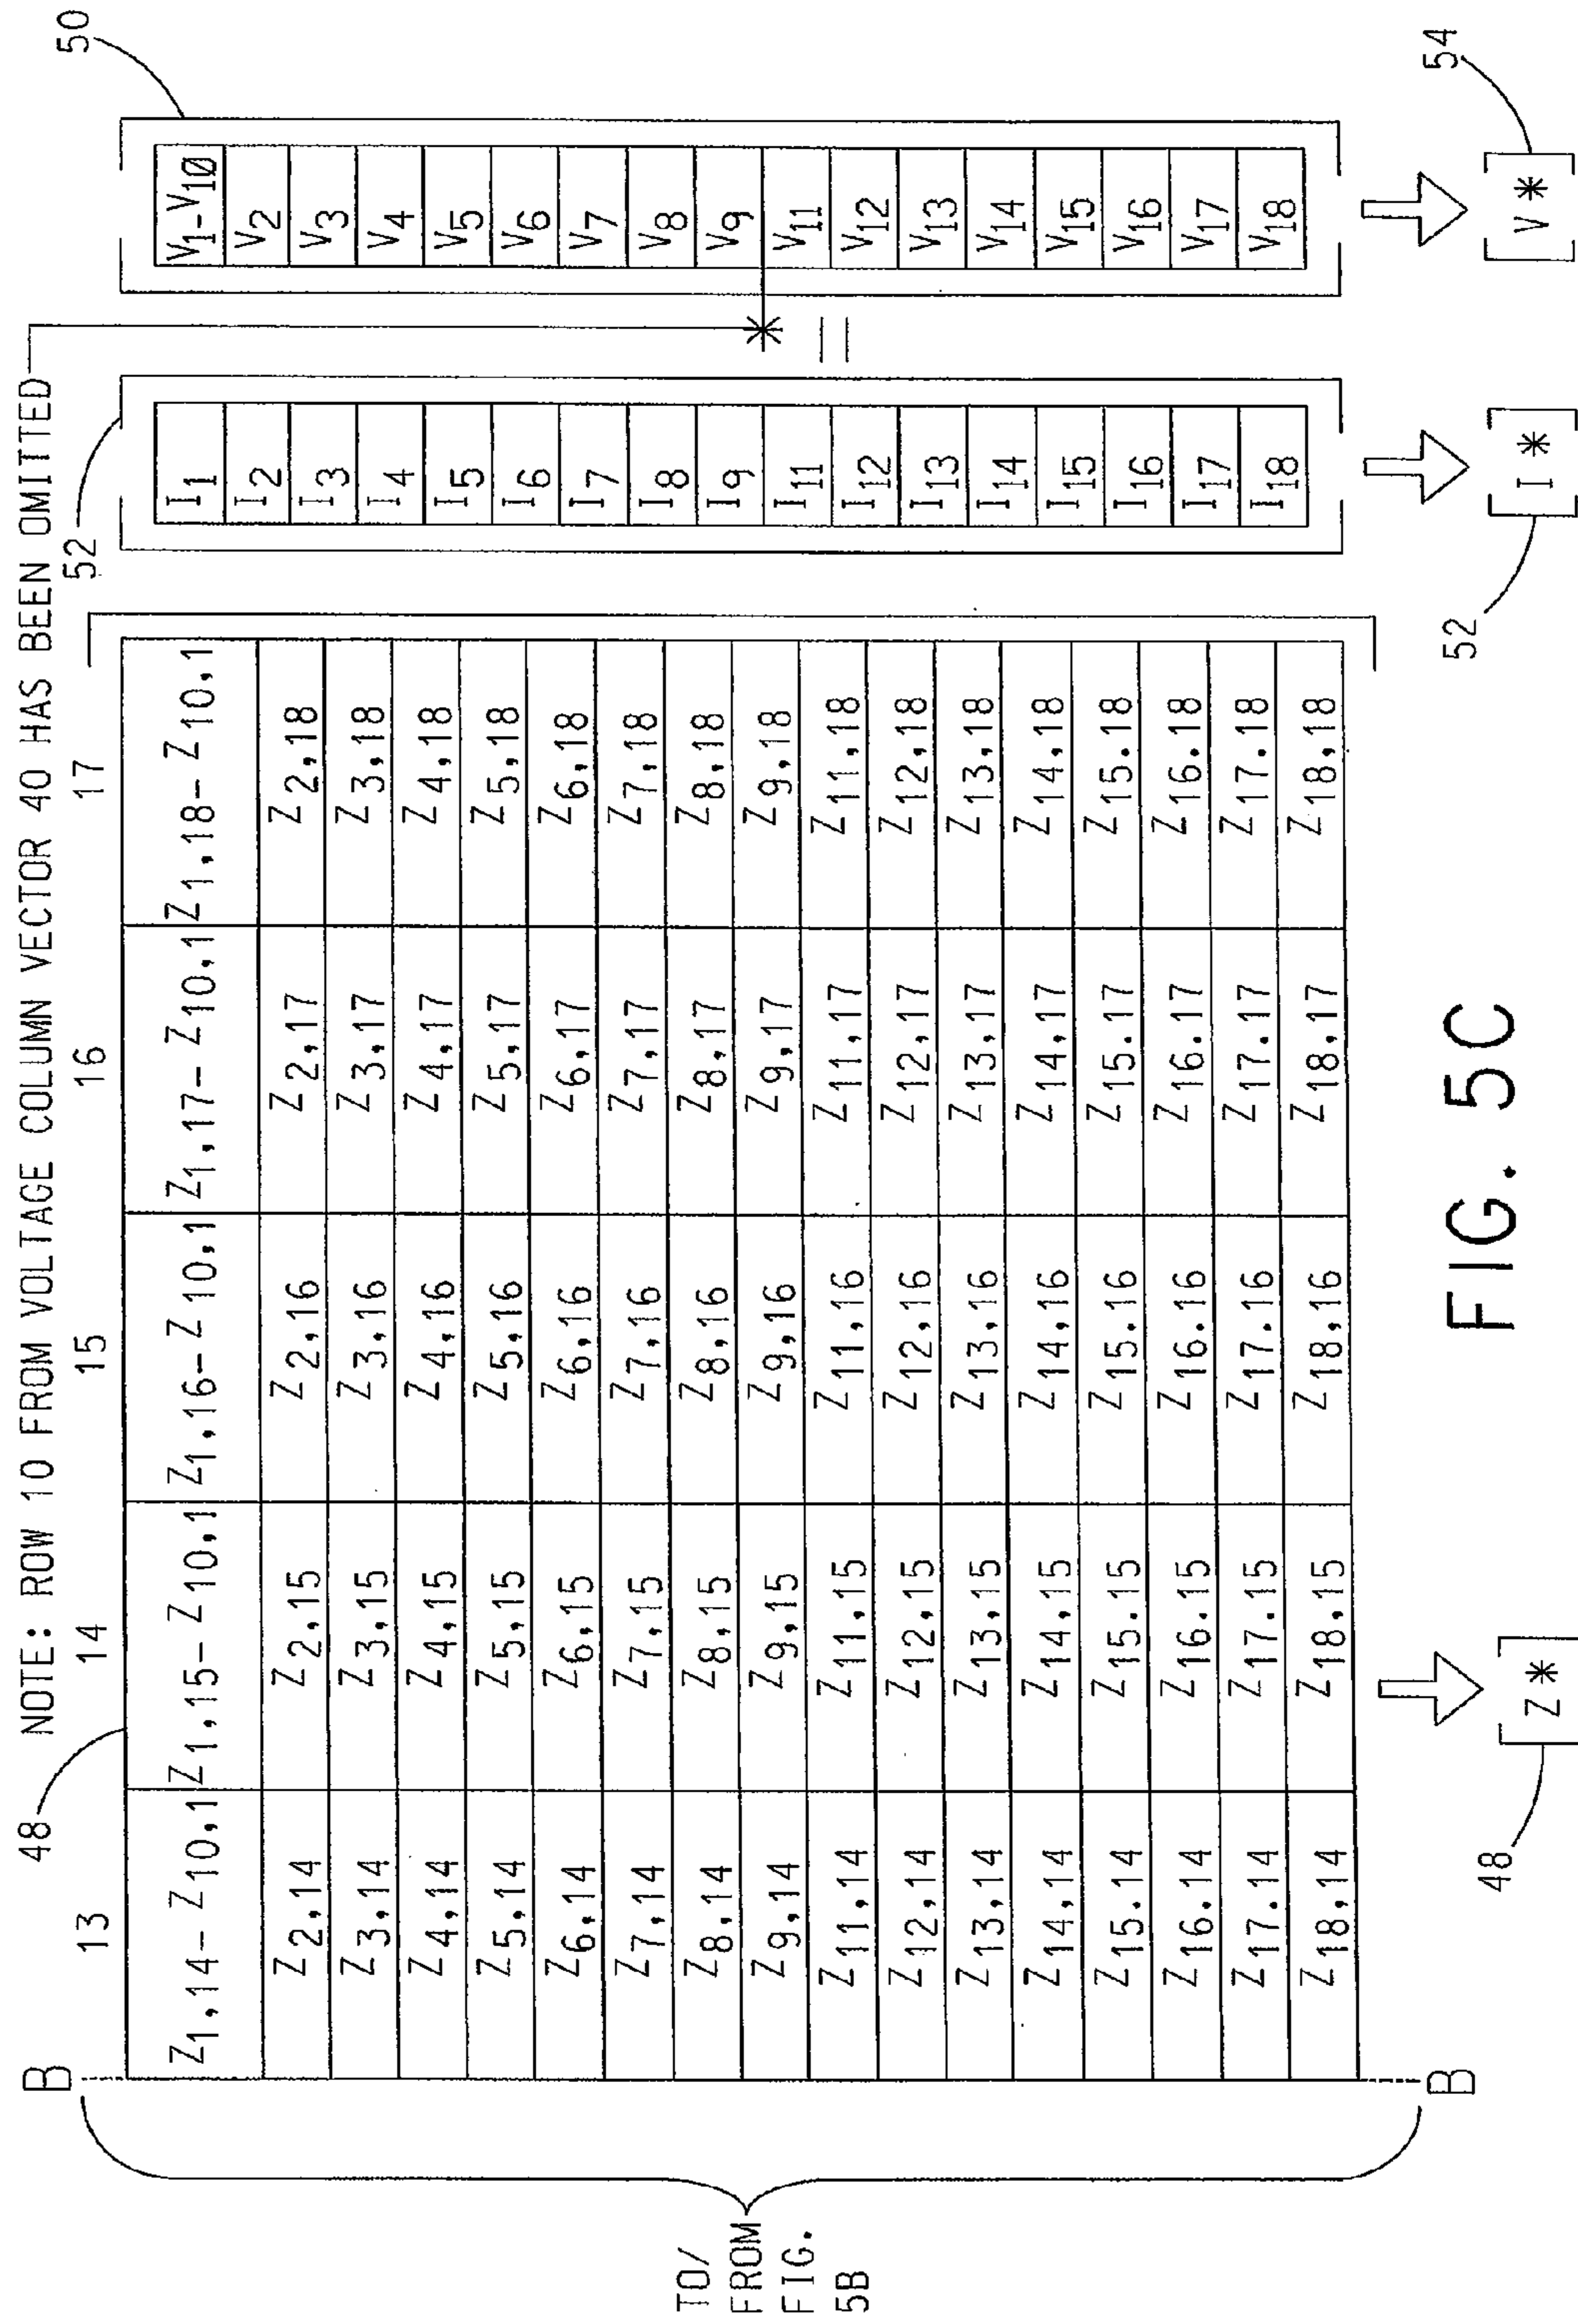 NOTE: ROW 10 FROM VOLTAGE COLUMN VECTOR 40 HAS BEEN OMITTED
48
52
50
B
13 14 15 16 17
Z1,14- Z10,1 Z1,15- Z10,1 Z1,16- Z10,1 Z1,17- Z10,1 Z1,18- Z10,1 I1 V1-V10
Z2,14 Z2,15 Z2,16 Z2,17 Z2,18 I2 V2
Z3,14 Z3,15 Z3,16 Z3,17 Z3,18 I3 V3
Z4,14 Z4,15 Z4,16 Z4,17 Z4,18 I4 V4
Z5,14 Z5,15 Z5,16 Z5,17 Z5,18 I5 V5
Z6,14 Z6,15 Z6,16 Z6,17 Z6,18 I6 V6
Z7,14 Z7,15 Z7,16 Z7,17 Z7,18 I7 V7
Z8,14 Z8,15 Z8,16 Z8,17 Z8,18 I8 V8
Z9,14 Z9,15 Z9,16 Z9,17 Z9,18 I9 V9
* =
Z11,14 Z11,15 Z11,16 Z11,17 Z11,18 I11 V11
Z12,14 Z12,15 Z12,16 Z12,17 Z12,18 I12 V12
Z13,14 Z13,15 Z13,16 Z13,17 Z13,18 I13 V13
Z14,14 Z14,15 Z14,16 Z14,17 Z14,18 I14 V14
Z15.14 Z15.15 Z15.16 Z15.17 Z15.18 I15 V15
Z16.14 Z16.15 Z16.16 Z16.17 Z16.18 I16 V16
Z17.14 Z17.15 Z17.16 Z17.17 Z17.18 I17 V17
Z18,14 Z18,15 Z18,16 Z18,17 Z18,18 I18 V18
B
TO/
FROM
FIG.
5B
48 [Z*]
52 [I*]
[V*] 54
FIG. 5C